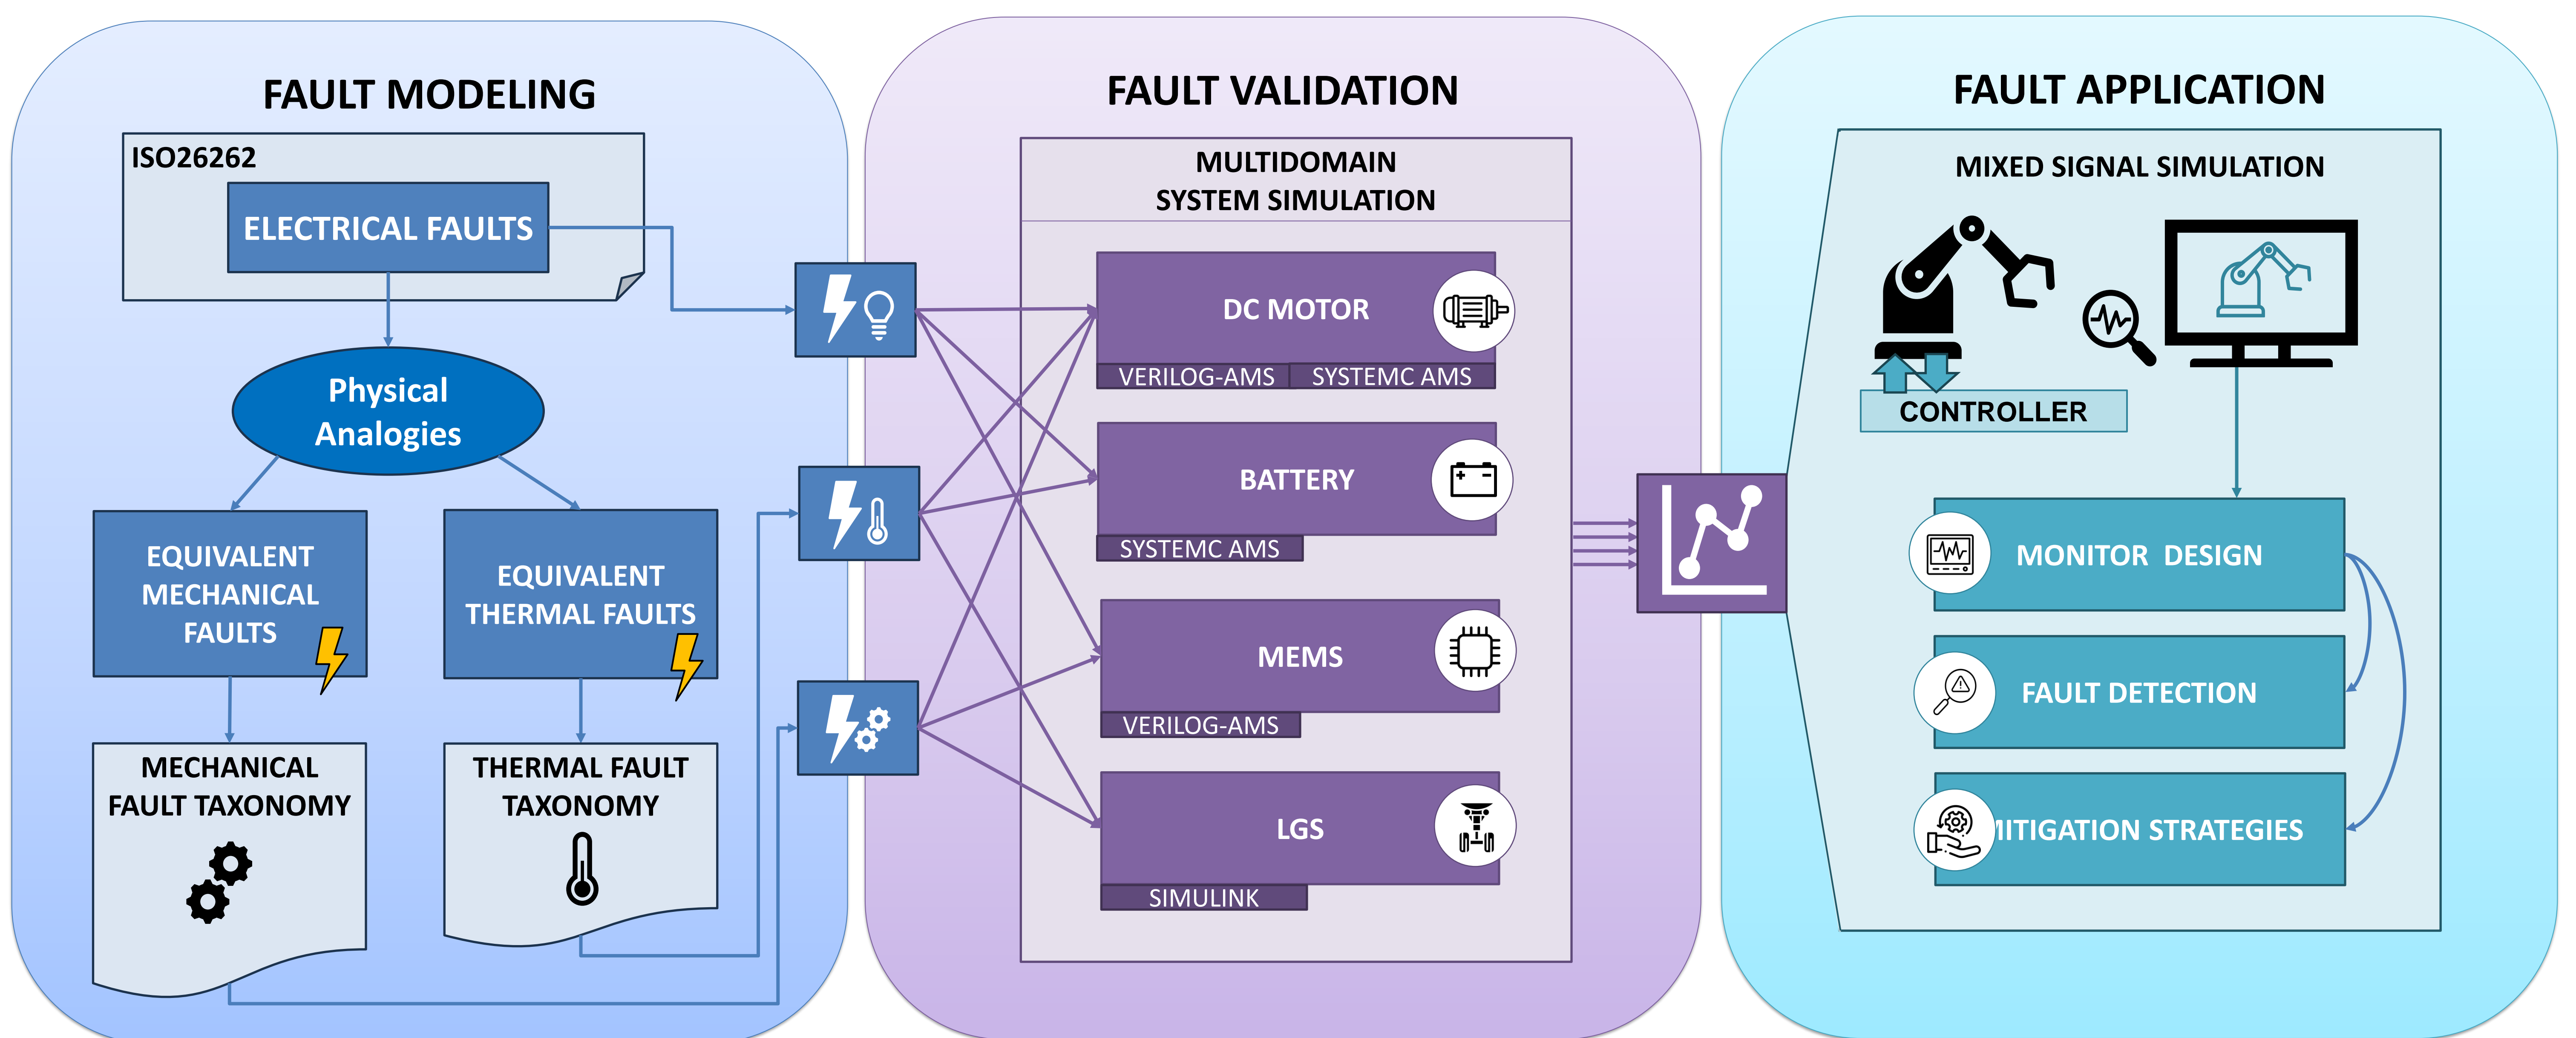 FAULT MODELING
ISO26262
ELECTRICAL FAULTS
Physical
Analogies
EQUIVALENT
MECHANICAL
FAULTS
EQUIVALENT
THERMAL FAULTS
MECHANICAL
FAULT TAXONOMY
THERMAL FAULT
TAXONOMY
FAULT VALIDATION
MULTIDOMAIN
SYSTEM SIMULATION
DC MOTOR
VERILOG-AMS
SYSTEMC AMS
BATTERY
SYSTEMC AMS
MEMS
VERILOG-AMS
LGS
SIMULINK
FAULT APPLICATION
MIXED SIGNAL SIMULATION
CONTROLLER
MONITOR DESIGN
FAULT DETECTION
MITIGATION STRATEGIES